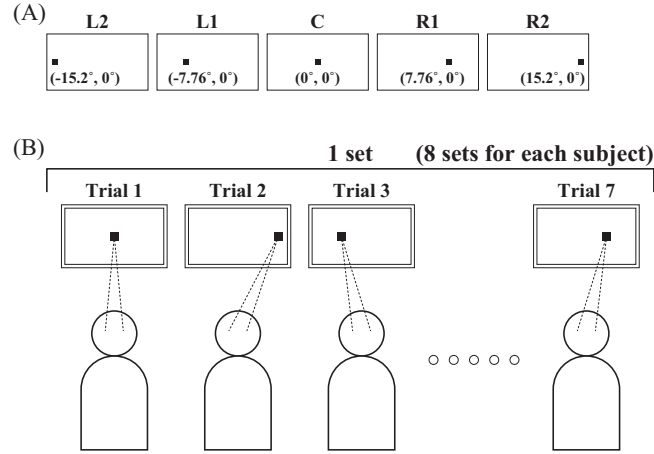 (A)
L2 L1 C R1 R2
(-15.2°, 0°) (-7.76°, 0°) (0°, 0°) (7.76°, 0°) (15.2°, 0°)
(B)
1 set (8 sets for each subject)
Trial 1 Trial 2 Trial 3 Trial 7